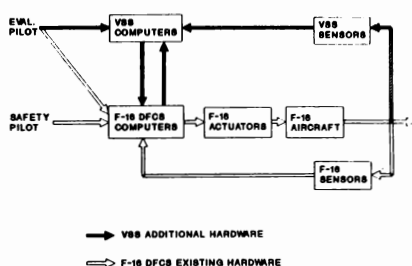 EVAL.
PILOT
VSS
COMPUTERS
VSS
SENSORS
SAFETY
PILOT
F-16 DFCS
COMPUTERS
F-16
ACTUATORS
F-16
AIRCRAFT
F-16
SENSORS
VSS ADDITIONAL HARDWARE
F-16 DFCS EXISTING HARDWARE